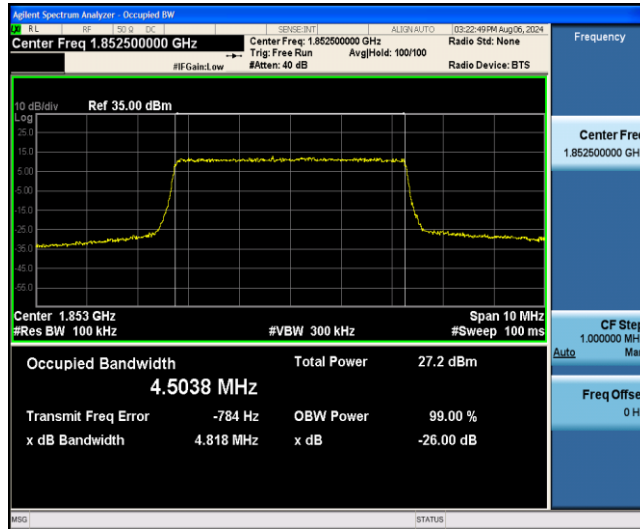 Agilent Spectrum Analyzer - Occupied BW
RL RF 50 Ω DC SENSE:INT ALIGNAUTO 03:22:49PM Aug 06, 2024
Center Freq 1.852500000 GHz
Center Freq: 1.852500000 GHz
Radio Std: None
Trig: Free Run Avg|Hold: 100/100
#IFGain:Low
#Atten: 40 dB
Radio Device: BTS
10 dB/div Ref 35.00 dBm
Log
25.0
15.0
5.00
-5.00
-15.0
-25.0
-35.0
-45.0
-55.0
Center 1.853 GHz Span 10 MHz
#Res BW 100 kHz #VBW 300 kHz #Sweep 100 ms
Occupied Bandwidth Total Power 27.2 dBm
4.5038 MHz
Transmit Freq Error -784 Hz OBW Power 99.00 %
x dB Bandwidth 4.818 MHz x dB -26.00 dB
MSG STATUS
Frequency
Center Fre
1.852500000 GH
CF Step
1.000000 MH
Auto Ma
Freq Offse
0 H